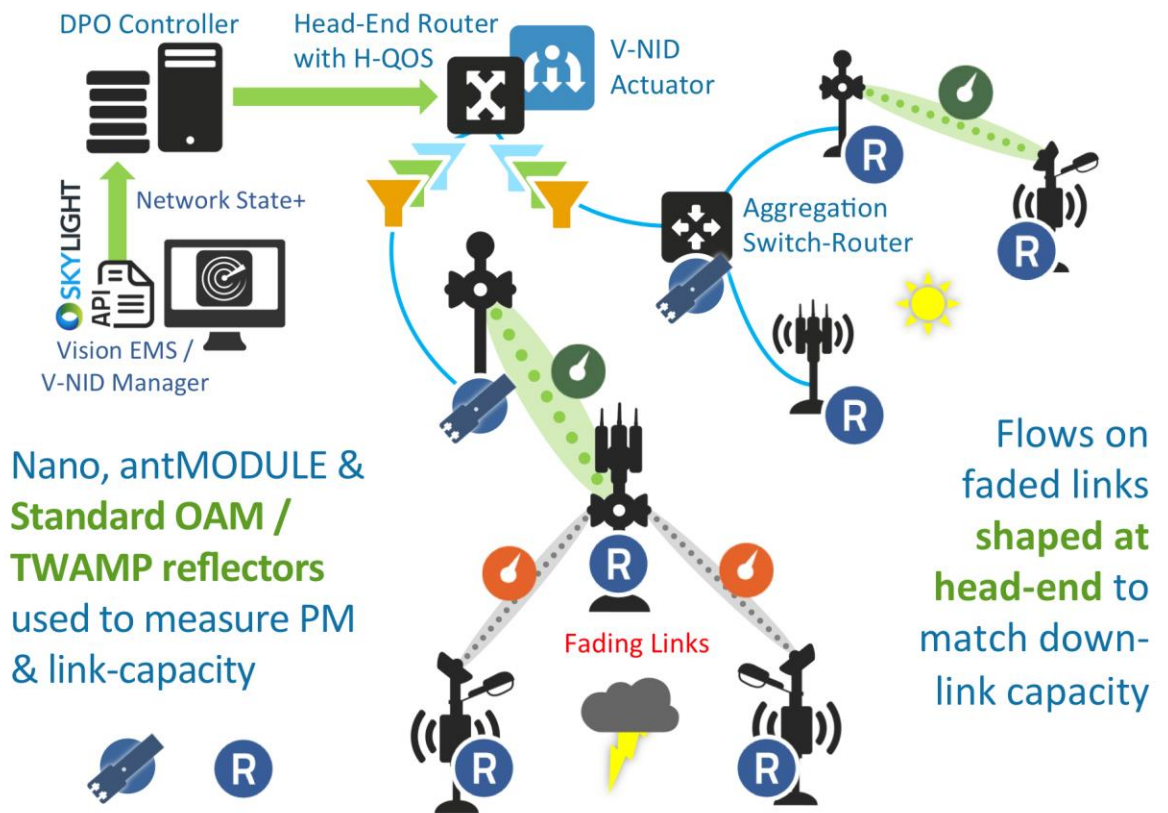 DPO Controller
Head-End Router
with H-QOS
V-NID
Actuator
Network State+
SKYLIGHT
API
Vision EMS /
V-NID Manager
R
R
Aggregation
Switch-Router
R
Nano, antMODULE &
Standard OAM /
TWAMP reflectors
used to measure PM
& link-capacity
R
Fading Links
R
R
R
Flows on
faded links
shaped at
head-end to
match down-
link capacity